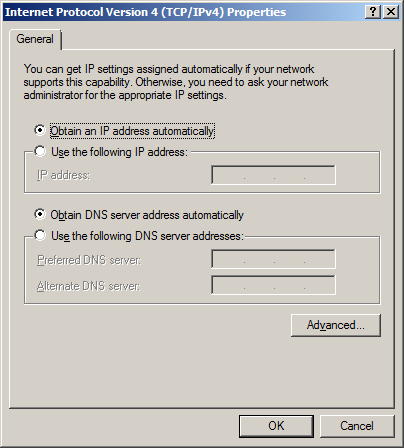 Internet Protocol Version 4 (TCP/IPv4) Properties
General
You can get IP settings assigned automatically if your network
supports this capability. Otherwise, you need to ask your network
administrator for the appropriate IP settings.
Obtain an IP address automatically
Use the following IP address:
IP address:
Obtain DNS server address automatically
Use the following DNS server addresses:
Preferred DNS server:
Alternate DNS server:
Advanced...
OK
Cancel